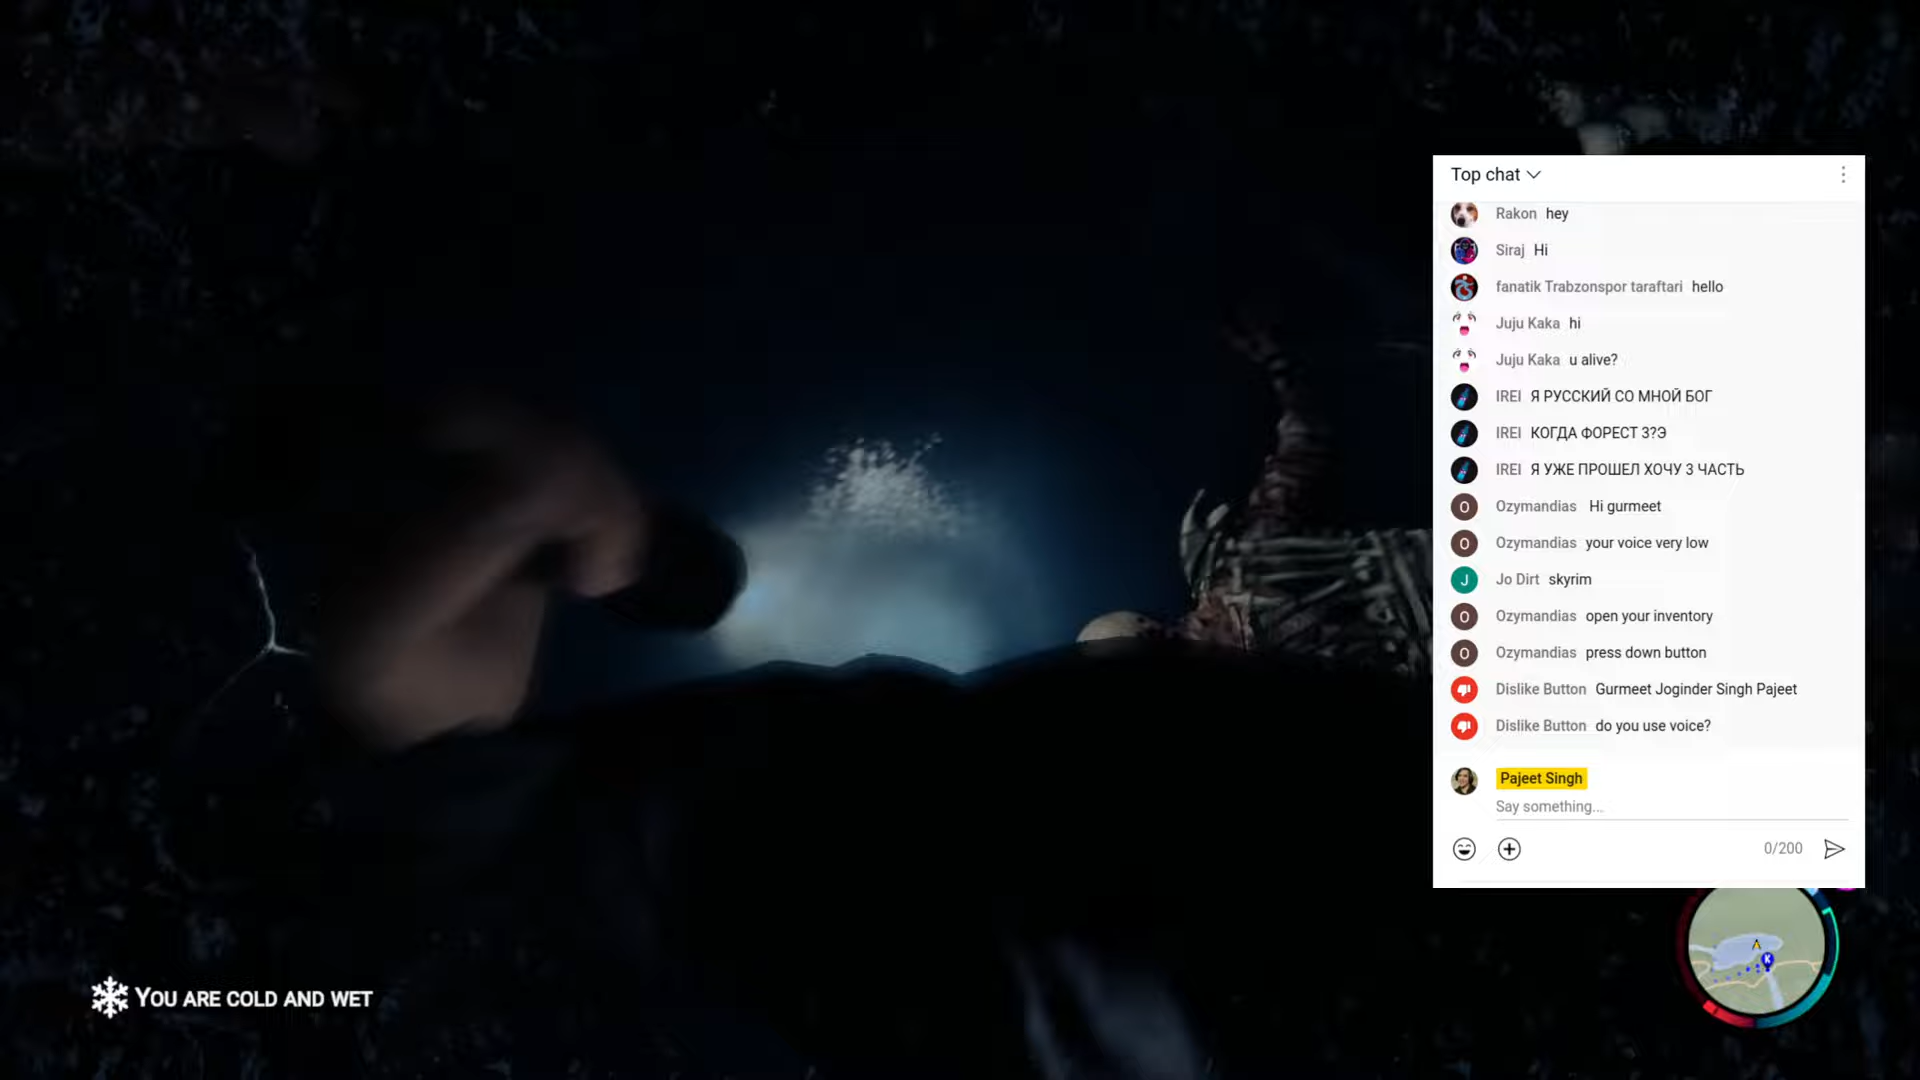 Top chat
Rakon hey
Siraj Hi
fanatik Trabzonspor taraftari hello
Juju Kaka hi
Juju Kaka u alive?
IREI Я РУССКИЙ СО МНОЙ БОГ
IREI КОГДА ФОРЕСТ 3?Э
IREI Я УЖЕ ПРОШЕЛ ХОЧУ 3 ЧАСТЬ
O Ozymandias Hi gurmeet
O Ozymandias your voice very low
J Jo Dirt skyrim
O Ozymandias open your inventory
O Ozymandias press down button
Dislike Button Gurmeet Joginder Singh Pajeet
Dislike Button do you use voice?
Pajeet Singh
Say something...
0/200
K
YOU ARE COLD AND WET